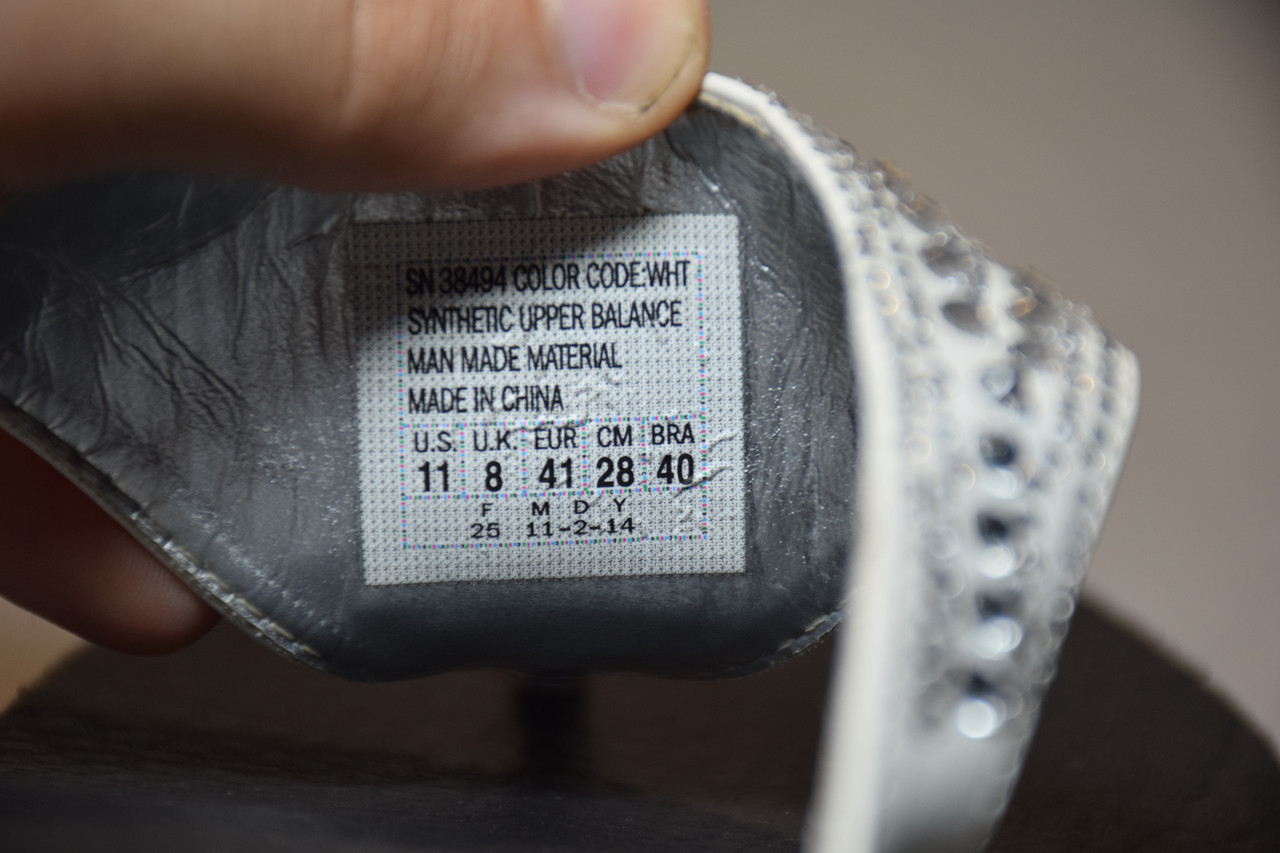 SN 38494 COLOR CODE:WHT
SYNTHETIC UPPER BALANCE
MAN MADE MATERIAL
MADE IN CHINA
U.S. U.K EUR CM BRA
11 8 41 28 40
F M D Y
25 11-2-14